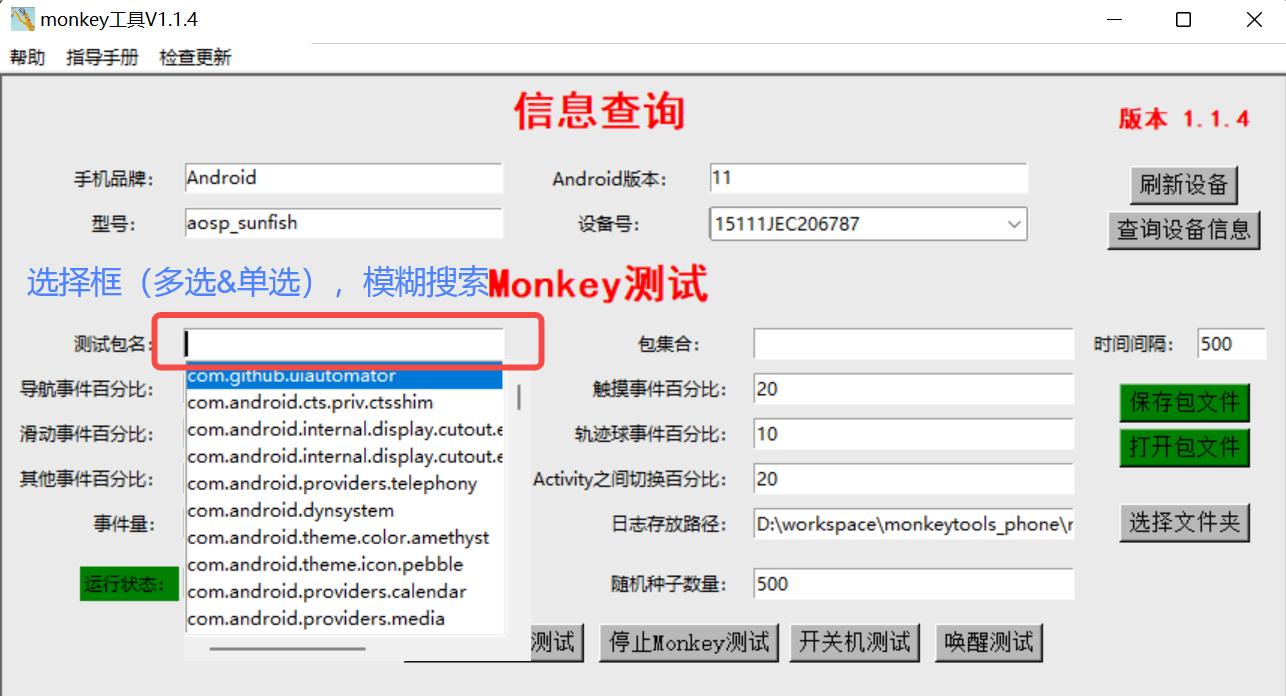 monkey工具V1.1.4
帮助 指导手册 检查更新
信息查询
版本 1.1.4
手机品牌: Android Android版本: 11 刷新设备
型号: aosp_sunfish 设备号: 15111JEC206787 查询设备信息
选择框（多选&单选），模糊搜索 Monkey测试
测试包名: 包集合: 时间间隔: 500
com.github.uiautomator
导航事件百分比: com.android.cts.priv.ctsshim 触摸事件百分比: 20 保存包文件
滑动事件百分比: com.android.internal.display.cutout.e 轨迹球事件百分比: 10 打开包文件
com.android.internal.display.cutout.e
其他事件百分比: com.android.providers.telephony Activity之间切换百分比: 20
事件量: com.android.dynsystem 日志存放路径: D:\workspace\monkeytools_phone\r 选择文件夹
com.android.theme.color.amethyst
com.android.theme.icon.pebble
运行状态: com.android.providers.calendar 随机种子数量: 500
com.android.providers.media
测试 停止Monkey测试 开关机测试 唤醒测试